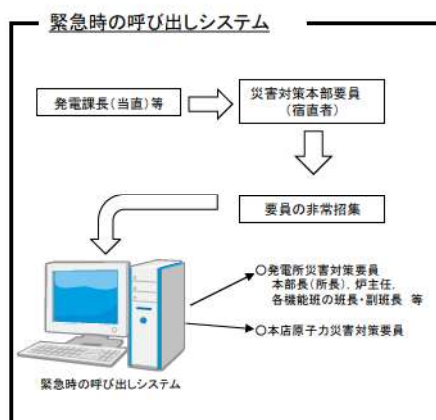 緊急時の呼び出しシステム
発電課長(当直)等
災害対策本部要員
(宿直者)
要員の非常招集
○発電所災害対策要員
本部長(所長)，炉主任，
各機能班の班長・副班長 等
○本店原子力災害対策要員
緊急時の呼び出しシステム